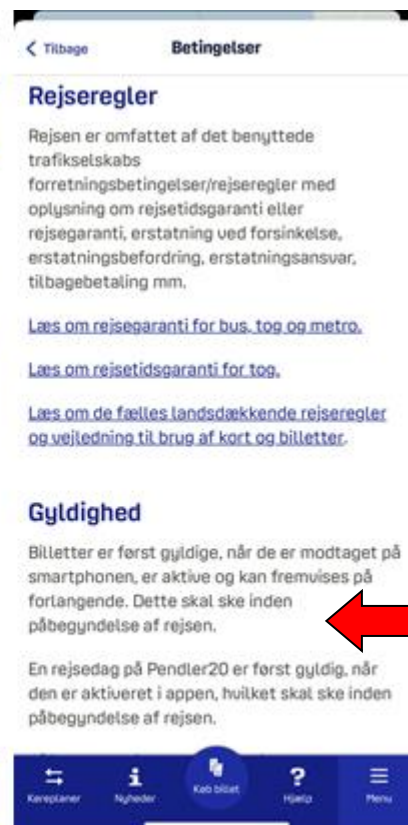 Tilbage
Betingelser
Rejseregler
Rejsen er omfattet af det benyttede
trafikselskabs
forretningsbetingelser/rejseregler med
oplysning om rejsetidsgaranti eller
rejsegaranti, erstatning ved forsinkelse,
erstatningsbefordring, erstatningsansvar,
tilbagebetaling mm.
Læs om rejsegaranti for bus, tog og metro.
Læs om rejsetidsgaranti for tog.
Læs om de fælles landsdækkende rejseregler
og vejledning til brug af kort og billetter.
Gyldighed
Billetter er først gyldige, når de er modtaget på
smartphonen, er aktive og kan fremvises på
forlangende. Dette skal ske inden
påbegyndelse af rejsen.
En rejsedag på Pendler20 er først gyldig, når
den er aktiveret i appen, hvilket skal ske inden
påbegyndelse af rejsen.
Køreplaner
Nyheder
Køb billet
Hjælp
Menu